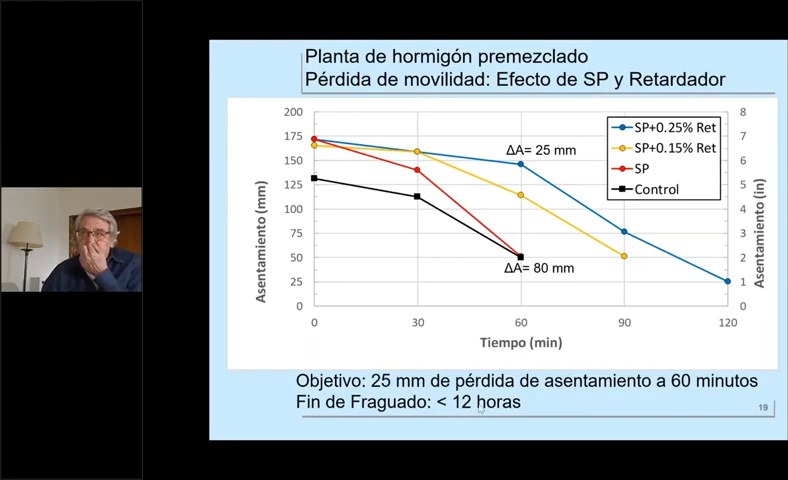 Planta de hormigón premezclado
Pérdida de movilidad: Efecto de SP y Retardador
200
175
150
125
100
75
50
25
0
Asentamiento (mm)
8
7
6
5
4
3
2
1
0
Asentamiento (in)
SP+0.25% Ret
SP+0.15% Ret
SP
Control
ΔA= 25 mm
ΔA= 80 mm
0 30 60 90 120
Tiempo (min)
Objetivo: 25 mm de pérdida de asentamiento a 60 minutos
Fin de Fraguado: < 12 horas
19